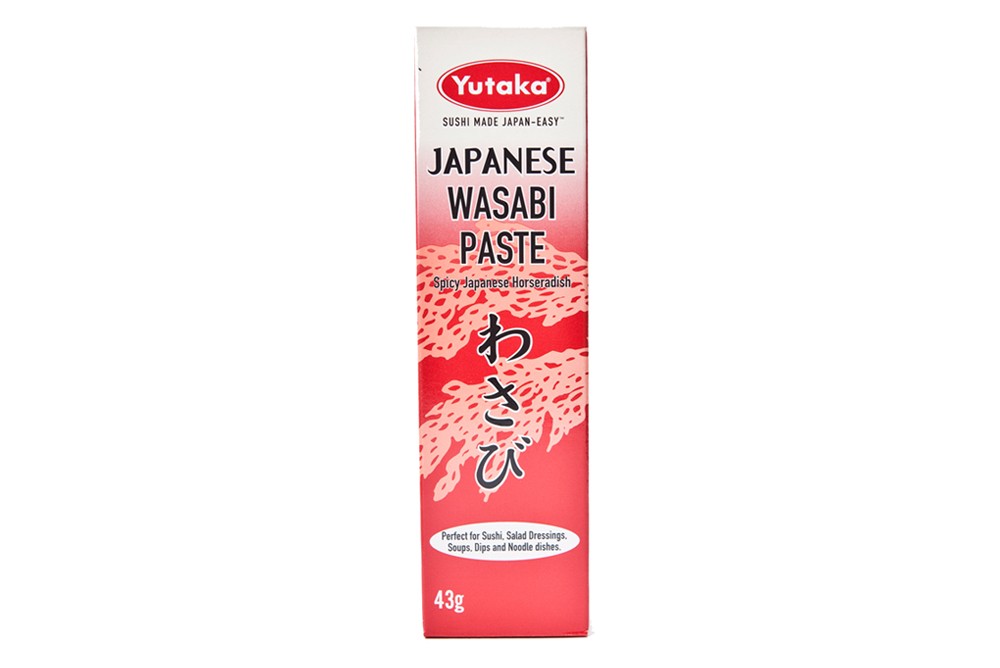 Yutaka®
SUSHI MADE JAPAN-EASY™
JAPANESE
WASABI
PASTE
Spicy Japanese Horseradish
わさび
Perfect for Sushi, Salad Dressings,
Soups, Dips and Noodle dishes.
43g